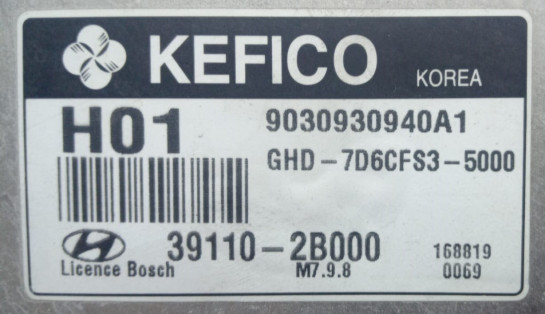 KEFICO KOREA
H01 9030930940A1
GHD-7D6CFS3-5000
39110-2B000 168819
Licence Bosch M7.9.8 0069